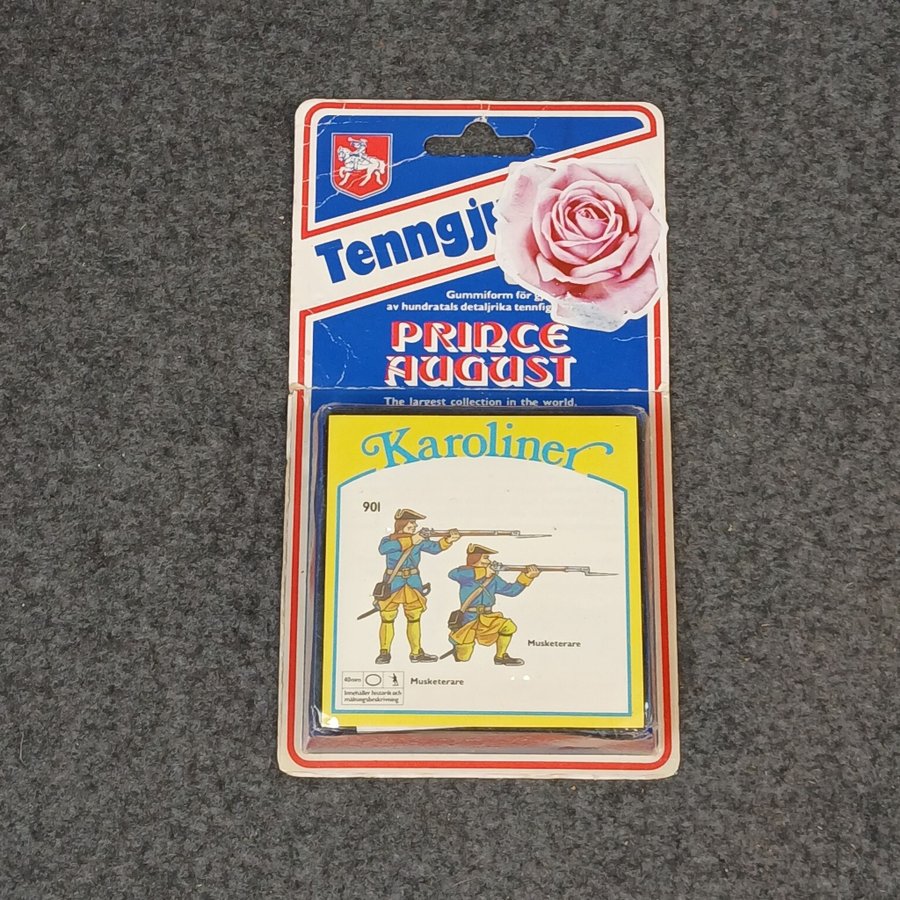 Tenngj
Gummiform för
av hundratals detaljrika tennfig
PRINCE
AUGUST
The largest collection in the world.
Karoliner
901
Musketerare
40mm
Musketerare
Innehåller historik och
målningsbeskrivning